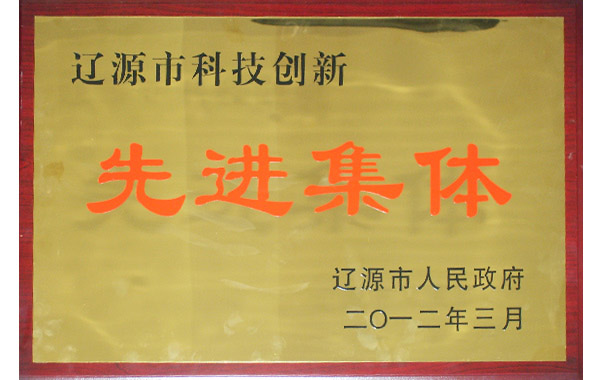 辽源市科技创新
先进集体
辽源市人民政府
二〇一二年三月